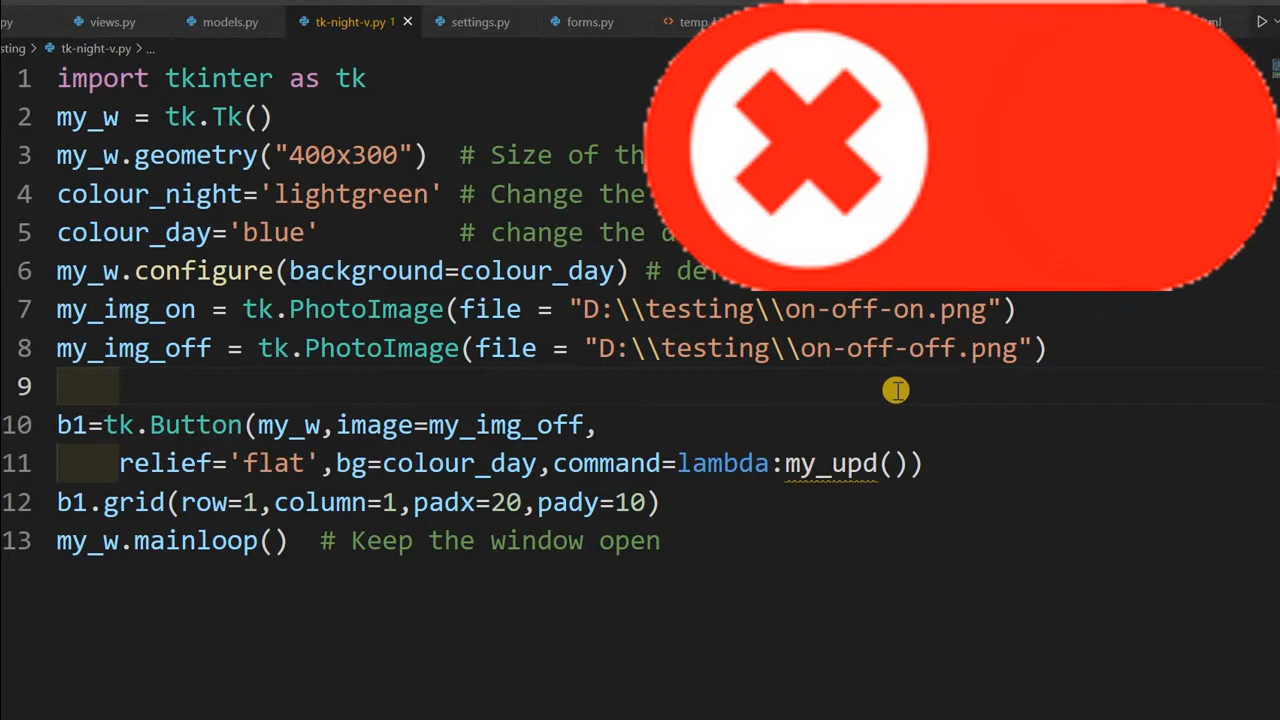 py views.py models.py tk-night-v.py 1 settings.py forms.py temp
sting > tk-night-v.py > ...
1 import tkinter as tk
2 my_w = tk.Tk()
3 my_w.geometry("400x300") # Size of th
4 colour_night='lightgreen' # Change the
5 colour_day='blue' # change the d
6 my_w.configure(background=colour_day) # de
7 my_img_on = tk.PhotoImage(file = "D:\\testing\\on-off-on.png")
8 my_img_off = tk.PhotoImage(file = "D:\\testing\\on-off-off.png")
9
10 b1=tk.Button(my_w,image=my_img_off,
11 relief='flat',bg=colour_day,command=lambda:my_upd())
12 b1.grid(row=1,column=1,padx=20,pady=10)
13 my_w.mainloop() # Keep the window open